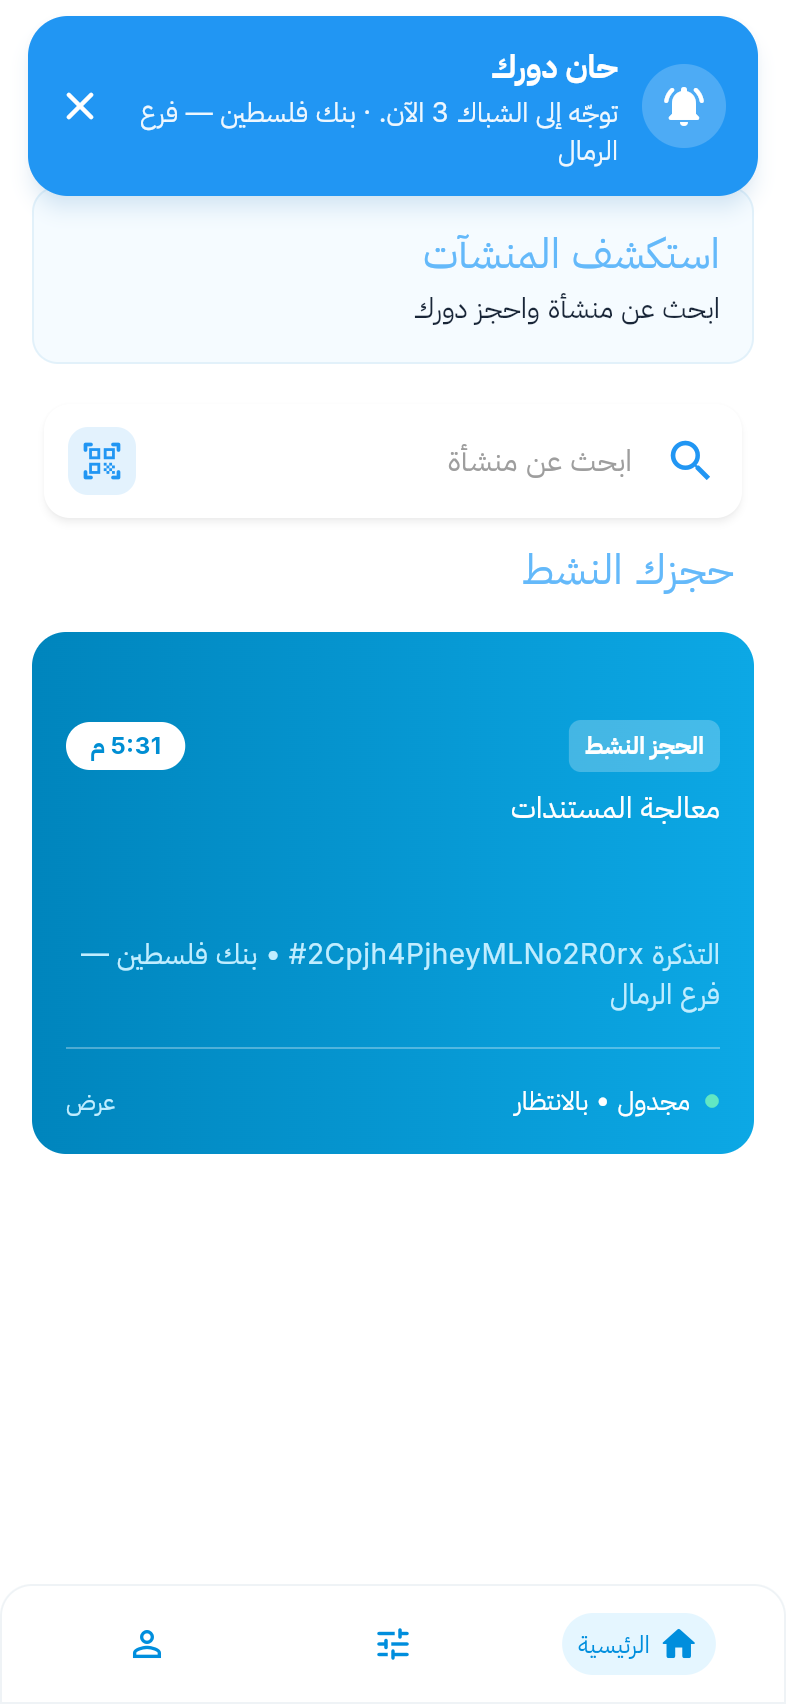 حان دورك
توجّه إلى الشباك 3 الآن. · بنك فلسطين — فرع
الرمال
استكشف المنشآت
ابحث عن منشأة واحجز دورك
ابحث عن منشأة
حجزك النشط
الحجز النشط
5:31 م
معالجة المستندات
التذكرة #2Cpjh4PjheyMLNo2R0rx • بنك فلسطين —
فرع الرمال
مجدول • بالانتظار
عرض
الرئيسية